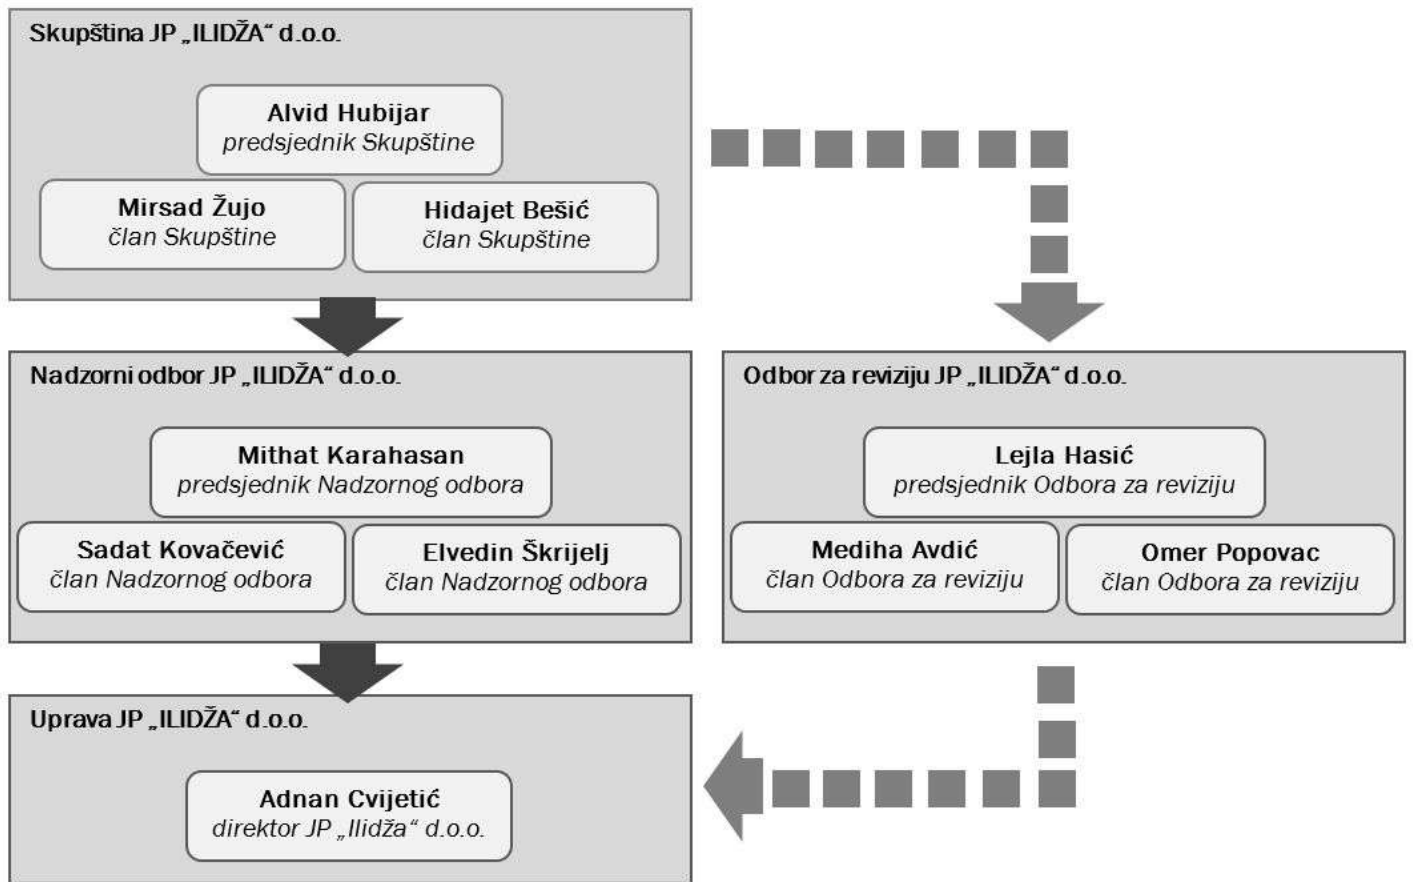 Skupština JP „ILIDŽA“ d.o.o.
Alvid Hubijar
predsjednik Skupštine
Mirsad Žujo
član Skupštine
Hidajet Bešić
član Skupštine
Nadzorni odbor JP „ILIDŽA“ d.o.o.
Mithat Karahasan
predsjednik Nadzornog odbora
Sadat Kovačević
član Nadzornog odbora
Elvedin Škrijelj
član Nadzornog odbora
Odbor za reviziju JP „ILIDŽA“ d.o.o.
Lejla Hasić
predsjednik Odbora za reviziju
Mediha Avdić
član Odbora za reviziju
Omer Popovac
član Odbora za reviziju
Uprava JP „ILIDŽA“ d.o.o.
Adnan Cvijetić
direktor JP „Ilidža“ d.o.o.